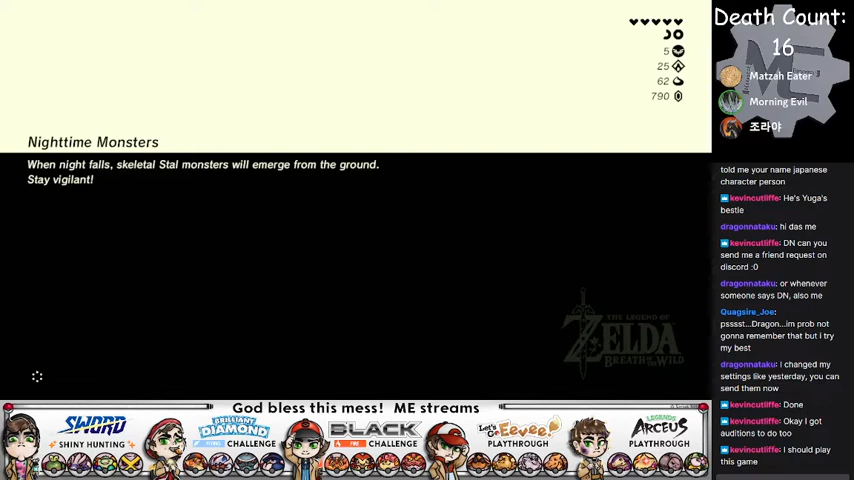 5
25
62
790
Nighttime Monsters
When night falls, skeletal Stal monsters will emerge from the ground.
Stay vigilant!
THE LEGEND OF
ZELDA
BREATH OF THE WILD
Death Count:
16
Matzah Eater
Morning Evil
조라야
told me your name japanese
character person
kevincutliffe: He's Yuga's
bestie
dragonnataku: hi das me
kevincutliffe: DN can you
send me a friend request on
discord :0
dragonnataku: or whenever
someone says DN, also me
Quagsire_Joe:
psssst...Dragon...im prob not
gonna remember that but i try
my best
dragonnataku: I changed my
settings like yesterday, you can
send them now
kevincutliffe: Done
kevincutliffe: Okay I got
auditions to do too
kevincutliffe: I should play
this game
God bless this mess! ME streams
SWORD
SHINY HUNTING
BRILLIANT
DIAMOND
CHALLENGE
BLACK
FIRE CHALLENGE
Let's Go Eevee!
PLAYTHROUGH
LEGENDS
ARCEUS
PLAYTHROUGH